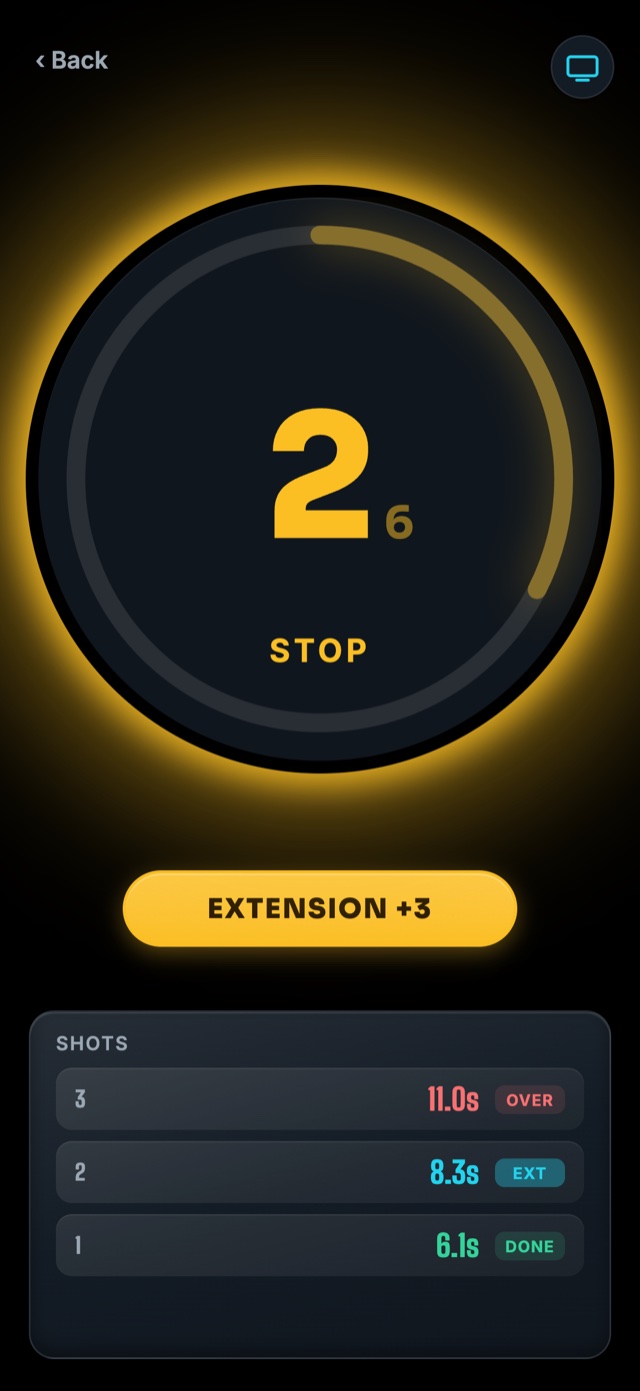 ‹ Back
2 6
STOP
EXTENSION +3
SHOTS
3 11.0s OVER
2 8.3s EXT
1 6.1s DONE